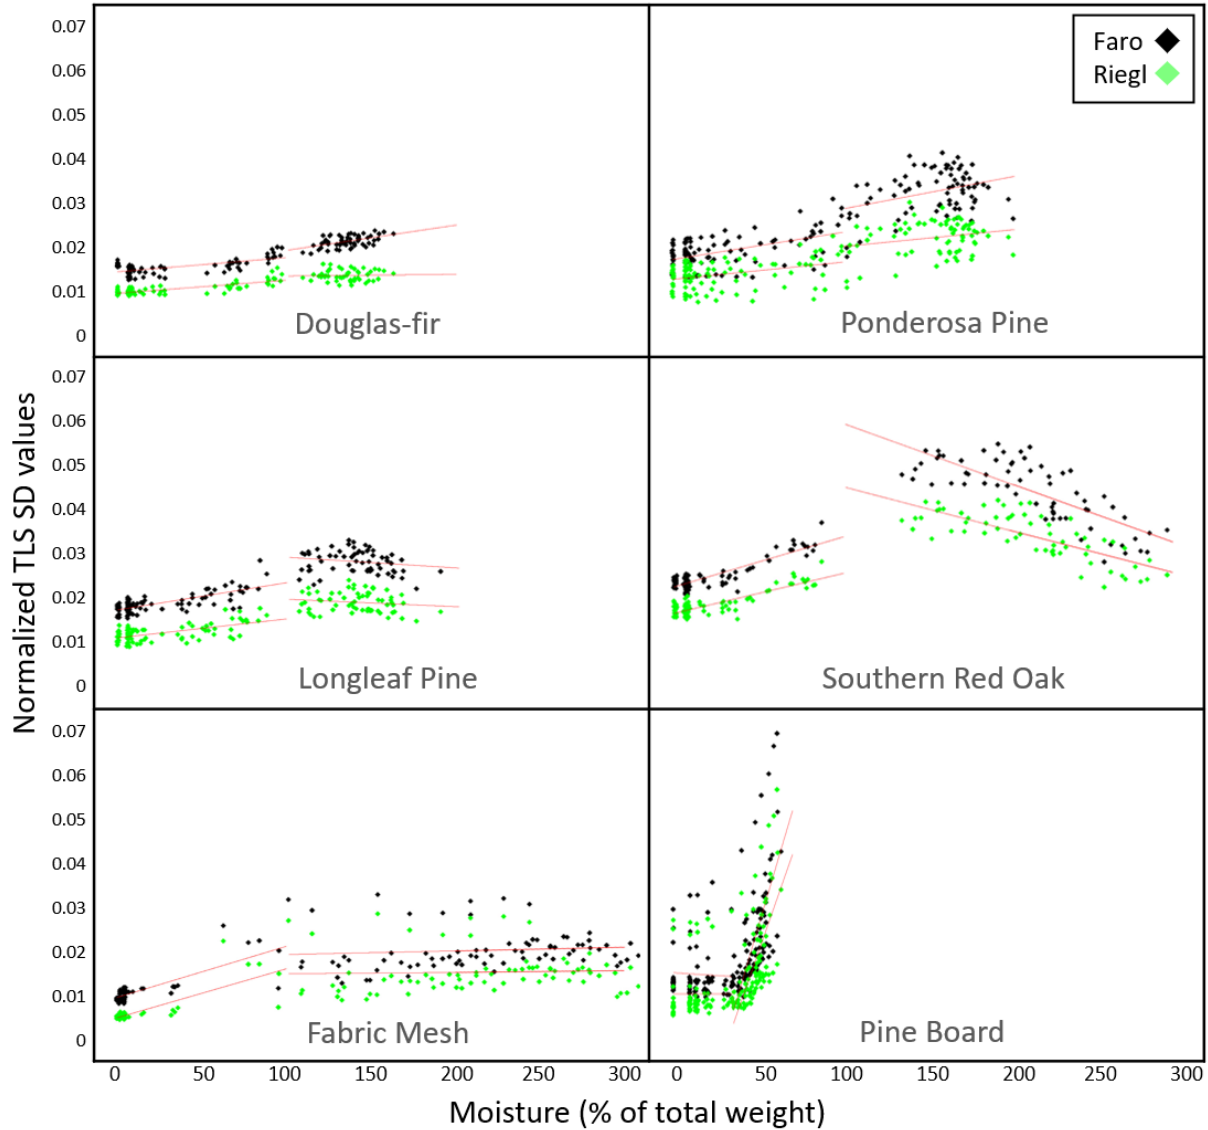 0.07
0.06
0.05
0.04
0.03
0.02
0.01
0
Douglas-fir
Faro
Riegl
Ponderosa Pine
0.07
0.06
0.05
0.04
0.03
0.02
0.01
0
Longleaf Pine
Southern Red Oak
Normalized TLS SD values
0.07
0.06
0.05
0.04
0.03
0.02
0.01
0
Fabric Mesh
Pine Board
0 50 100 150 200 250 300
0 50 100 150 200 250 300
Moisture (% of total weight)